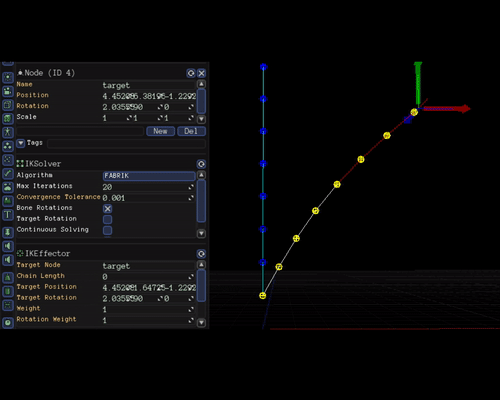 Node (ID 4)
Name target
Position
Rotation
Scale 1 1 1
New Del
Tags
IKSolver
Algorithm FABRIK
Max Iterations 20
Convergence Tolerance 0.001
Bone Rotations
Target Rotation
Continuous Solving
IKEffector
Target Node target
Chain Length 0
Target Position
Target Rotation
Weight 1
Rotation Weight 1